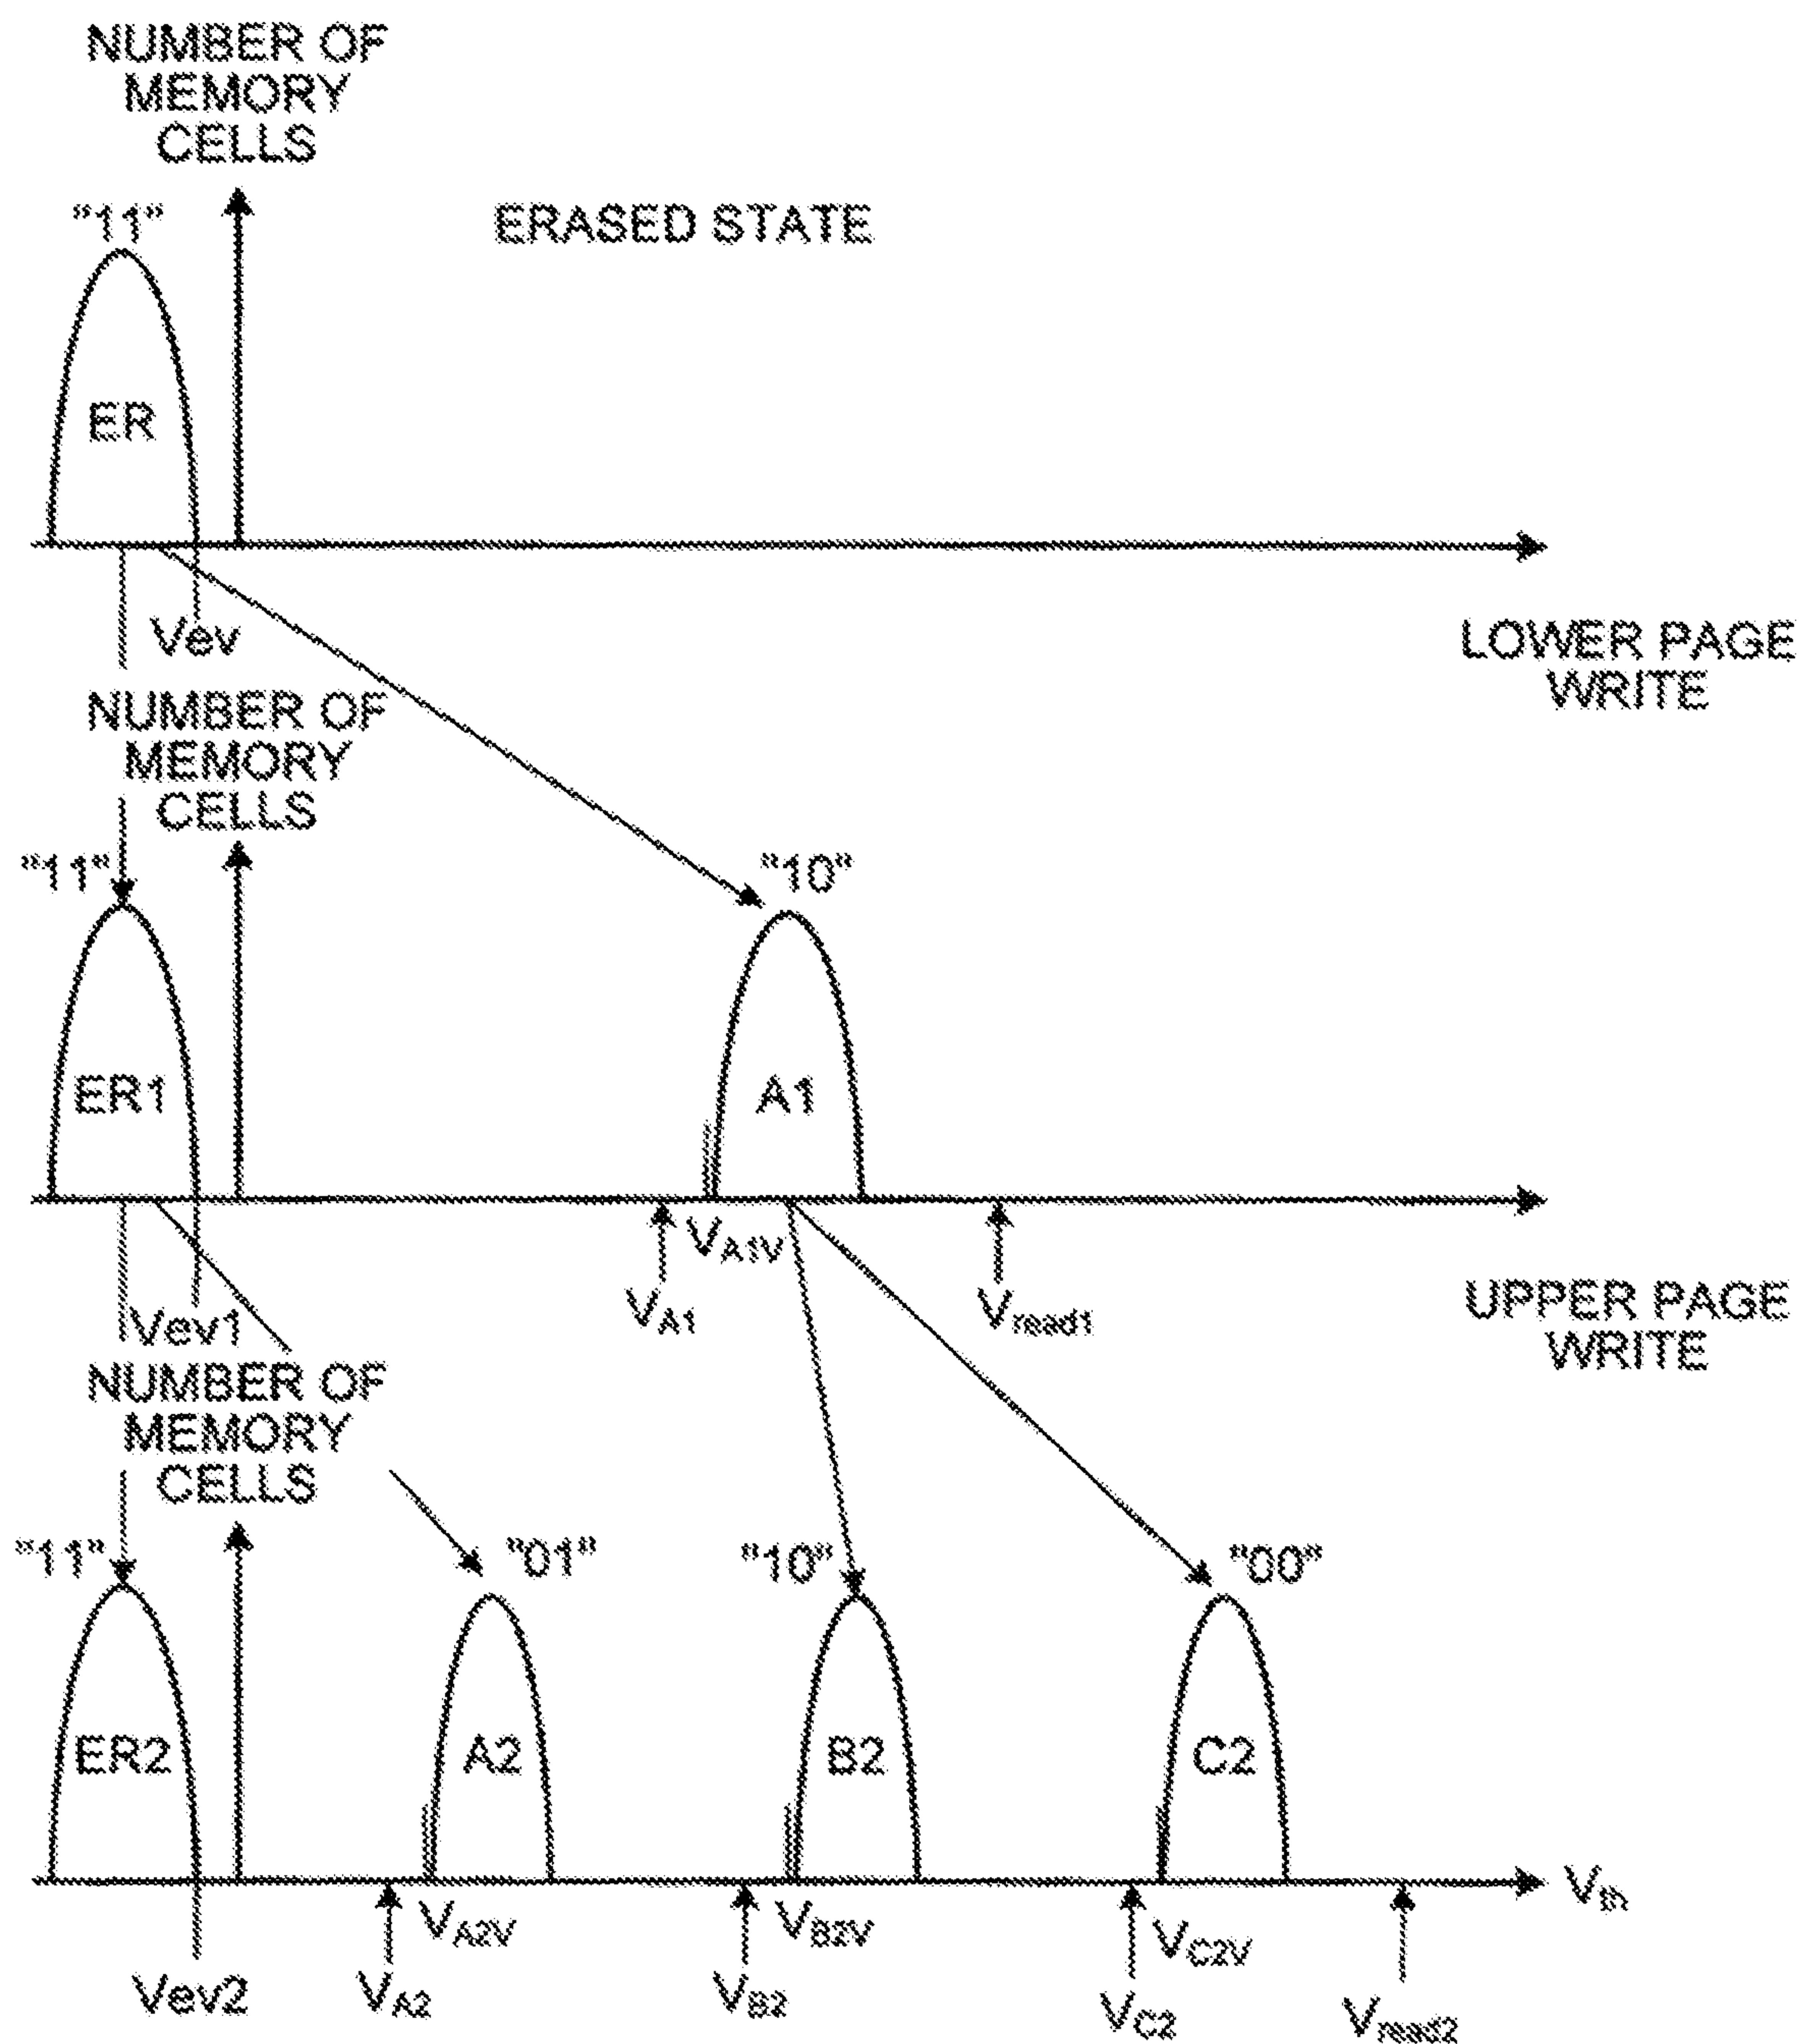 NUMBER OF
MEMORY
CELLS
"11"
ERASED STATE
ER
Vev
LOWER PAGE
WRITE
NUMBER OF
MEMORY
CELLS
"11"
"10"
ER1
A1
VA1V
VA1
Vread1
Vev1
UPPER PAGE
WRITE
NUMBER OF
MEMORY
CELLS
"11"
"01"
"10"
"00"
ER2
A2
B2
C2
Vth
VA2V
VB2V
VC2V
Vev2
VA2
VB2
VC2
Vread2